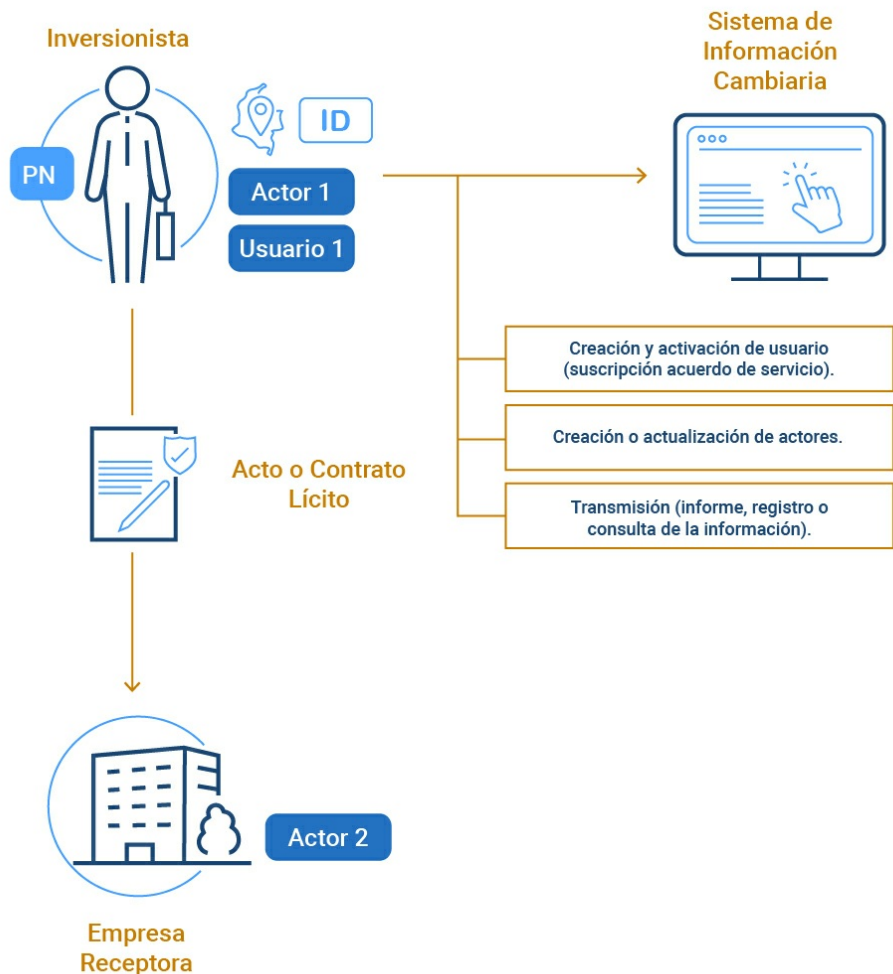 Inversionista
PN
ID
Actor 1
Usuario 1
Sistema de
Información
Cambiaria
Creación y activación de usuario
(suscripción acuerdo de servicio).
Creación o actualización de actores.
Transmisión (informe, registro o
consulta de la información).
Acto o Contrato
Lícito
Actor 2
Empresa
Receptora